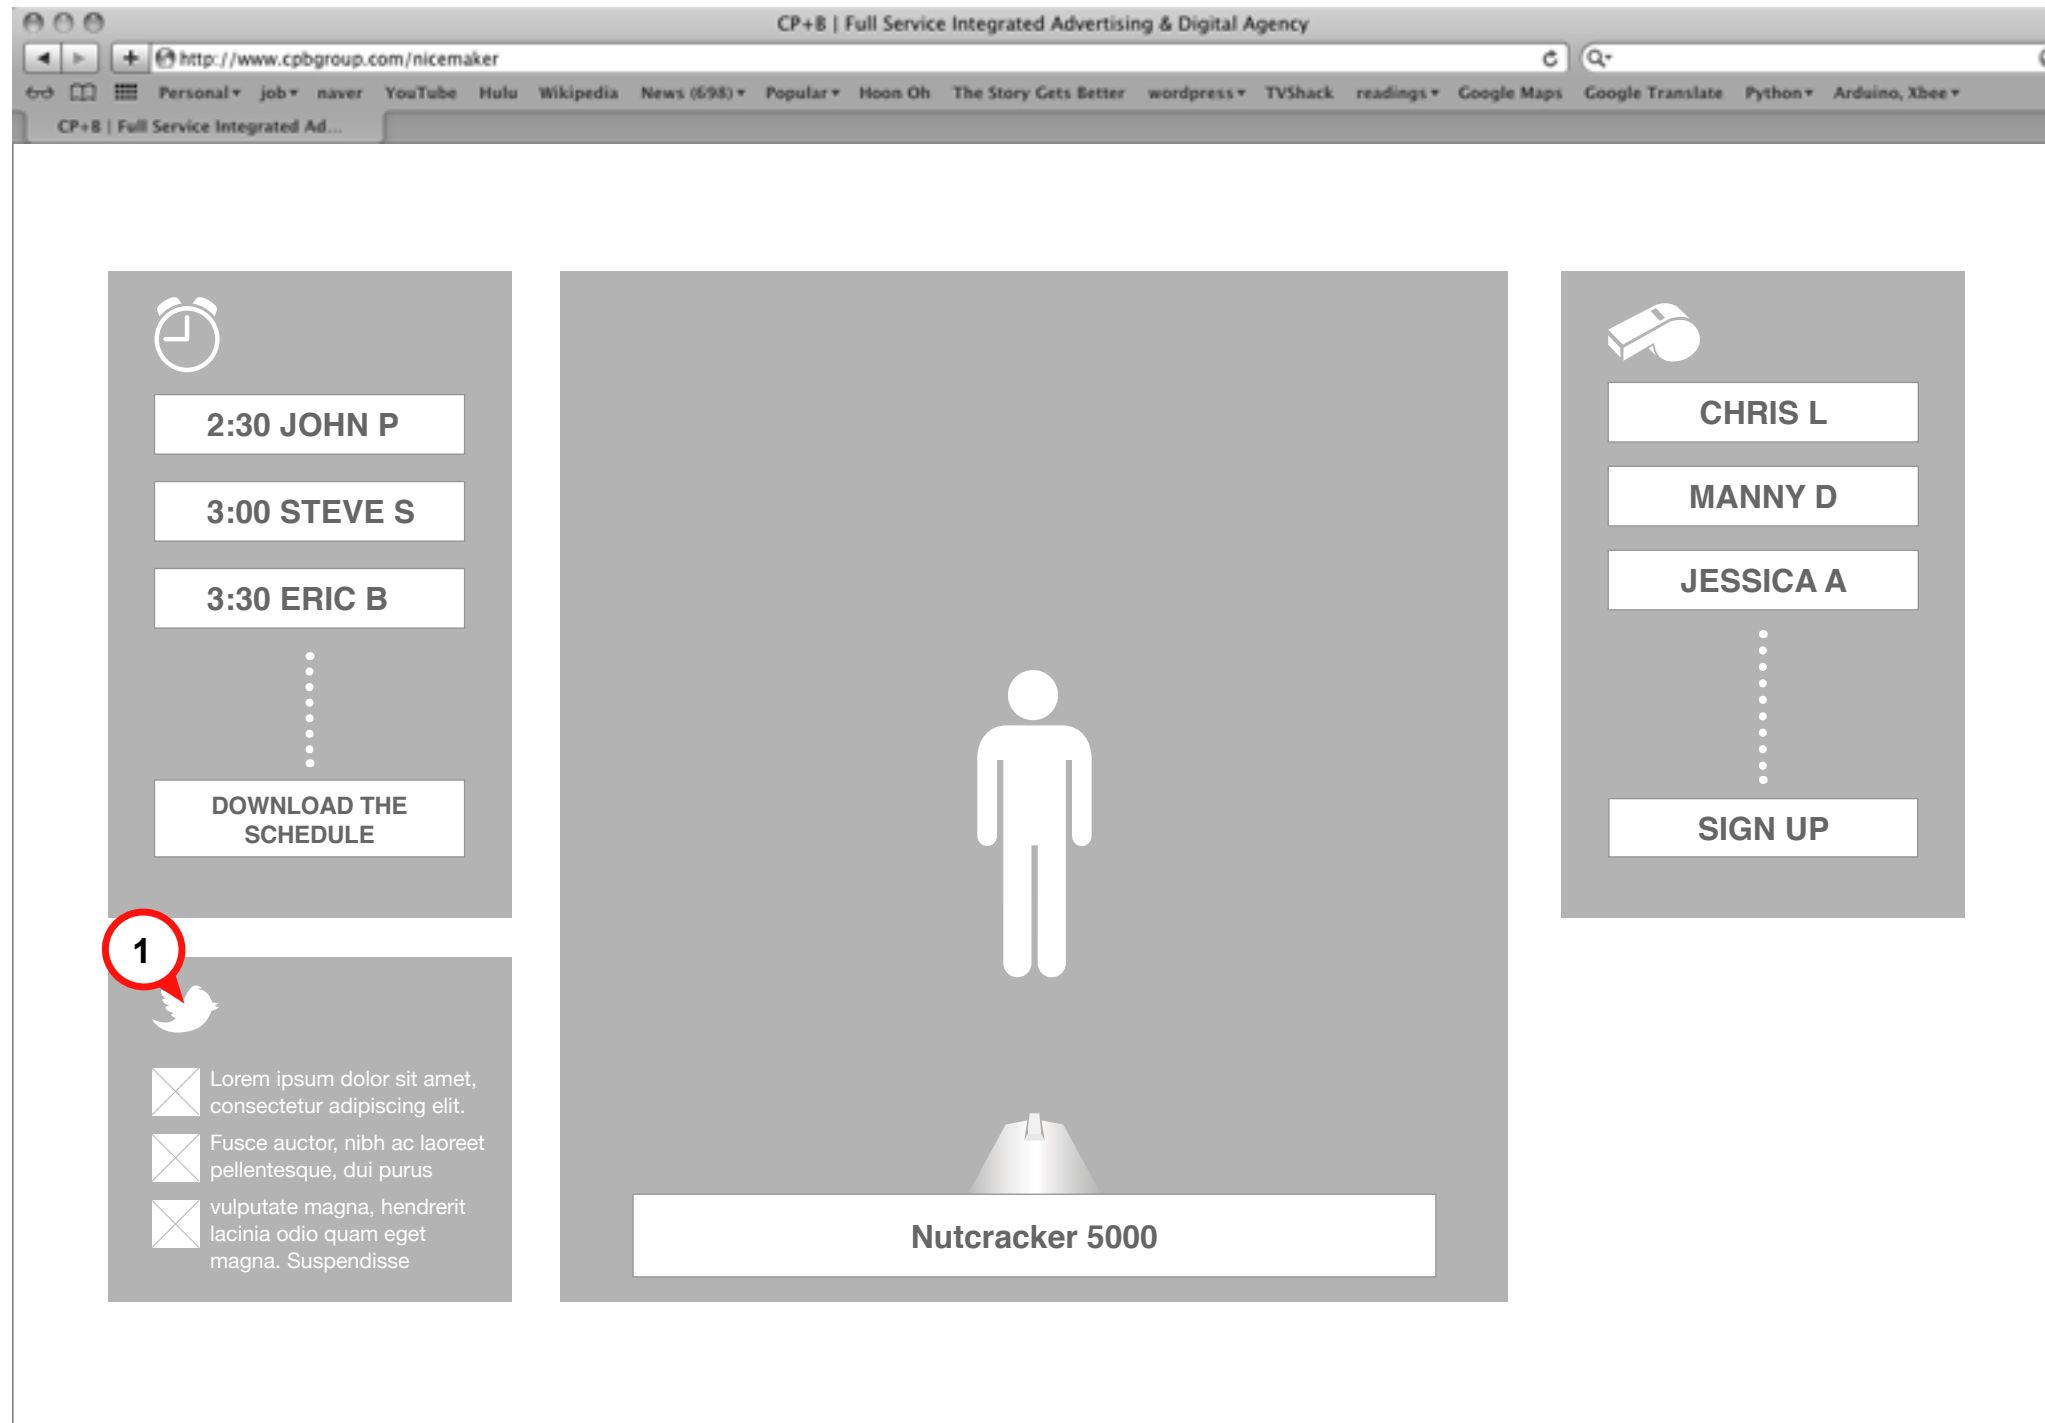 CP+B | Full Service Integrated Advertising & Digital Agency
http://www.cpbgroup.com/nicemaker
Personal job naver YouTube Hulu Wikipedia News (698) Popular Hoon Oh The Story Gets Better wordpress TVShack readings Google Maps Google Translate Python Arduino, Xbee
CP+B | Full Service Integrated Ad...
2:30 JOHN P
3:00 STEVE S
3:30 ERIC B
DOWNLOAD THE
SCHEDULE
1
Lorem ipsum dolor sit amet,
consectetur adipiscing elit.
Fusce auctor, nibh ac laoreet
pellentesque, dui purus
vulputate magna, hendrerit
lacinia odio quam eget
magna. Suspendisse
Nutcracker 5000
CHRIS L
MANNY D
JESSICA A
SIGN UP